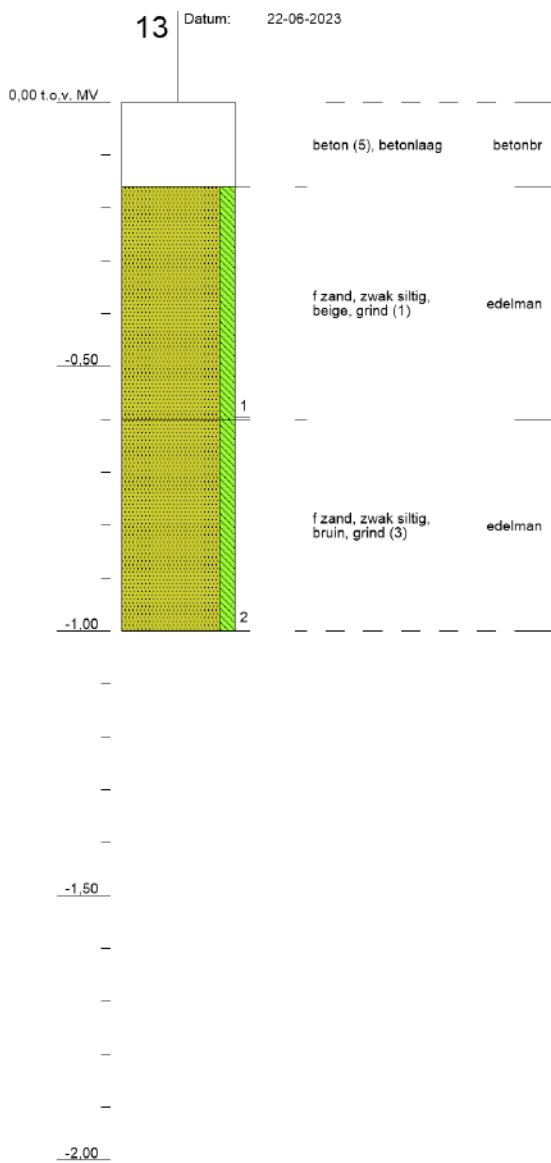 13
Datum: 22-06-2023
0,00 t.o.v. MV
beton (5), betonlaag betonbr
f zand, zwak siltig,
beige, grind (1) edelman
-0,50
1
f zand, zwak siltig,
bruin, grind (3) edelman
2
-1,00
-1,50
-2,00